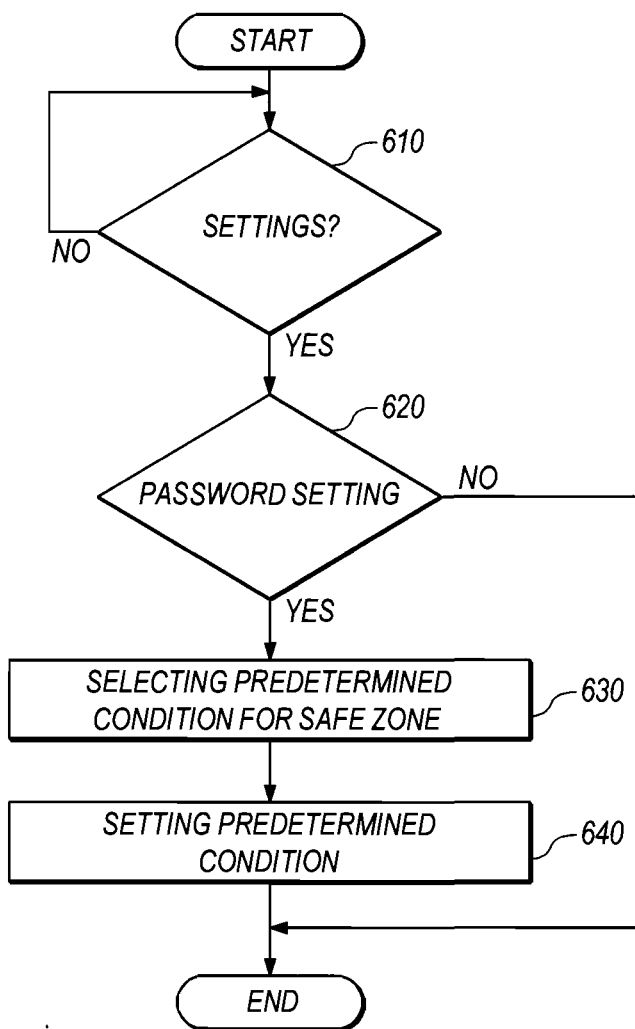 START
610
SETTINGS?
NO
YES
620
PASSWORD SETTING
NO
YES
SELECTING PREDETERMINED
CONDITION FOR SAFE ZONE
630
SETTING PREDETERMINED
CONDITION
640
END